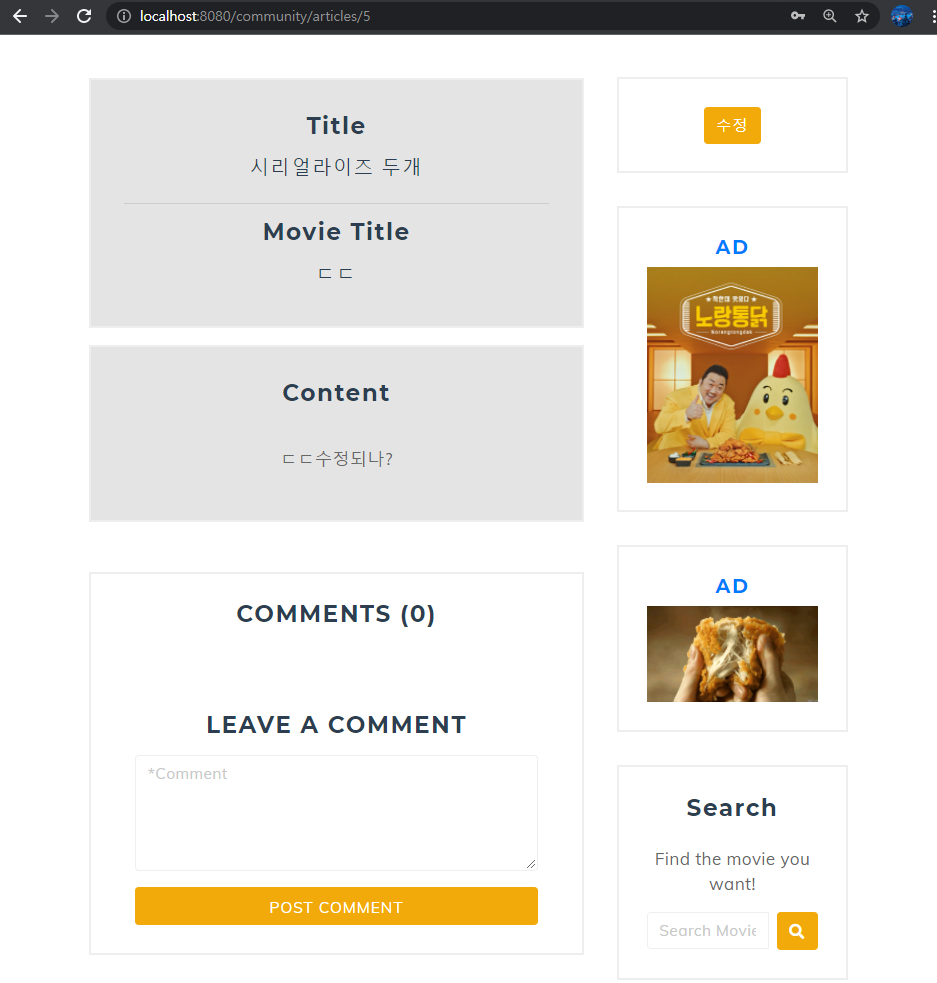 localhost:8080/community/articles/5
Title
시리얼라이즈 두개
Movie Title
ㄷㄷ
Content
ㄷㄷ수정되나?
COMMENTS (0)
LEAVE A COMMENT
*Comment
POST COMMENT
수정
AD
노랑통닭
AD
Search
Find the movie you
want!
Search Movie